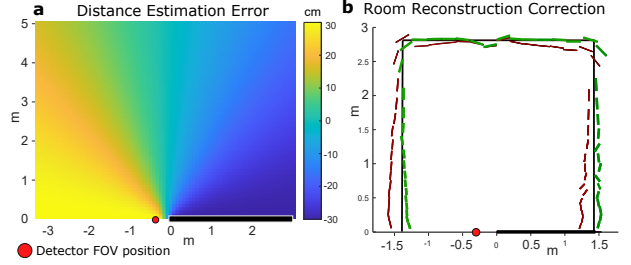 a Distance Estimation Error
cm
5
4
3
2
1
0
m
-3 -2 -1 0 1 2
m
30
20
10
0
-10
-20
-30
Detector FOV position
b Room Reconstruction Correction
3
2.5
2
1.5
1
0.5
0
m
-1.5 -1 -0.5 0 0.5 1 1.5
m